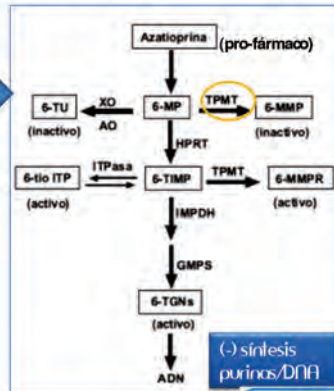 Azatioprina (pro-fármaco)
6-TU XO 6-MP TPMT 6-MMP
(inactivo) AO (inactivo)
HPRT
6-tio ITP ITPasa 6-TIMP TPMT 6-MMPR
(activo) (activo)
IMPDH
GMPS
6-TGNs
(activo)
(-) síntesis
purinas/DNA
ADN